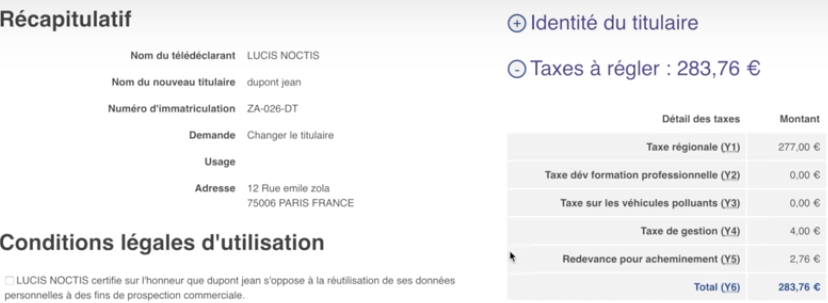 Récapitulatif
Nom du télédéclarant LUCIS NOCTIS
Nom du nouveau titulaire dupont jean
Numéro d'immatriculation ZA-026-DT
Demande Changer le titulaire
Usage
Adresse 12 Rue emile zola
75006 PARIS FRANCE
Conditions légales d'utilisation
LUCIS NOCTIS certifie sur l'honneur que dupont jean s'oppose à la réutilisation de ses données
personnelles à des fins de prospection commerciale.
Identité du titulaire
Taxes à régler : 283,76 €
Détail des taxes Montant
Taxe régionale (Y1) 277,00 €
Taxe dév formation professionnelle (Y2) 0,00 €
Taxe sur les véhicules polluants (Y3) 0,00 €
Taxe de gestion (Y4) 4,00 €
Redevance pour acheminement (Y5) 2,76 €
Total (Y6) 283,76 €